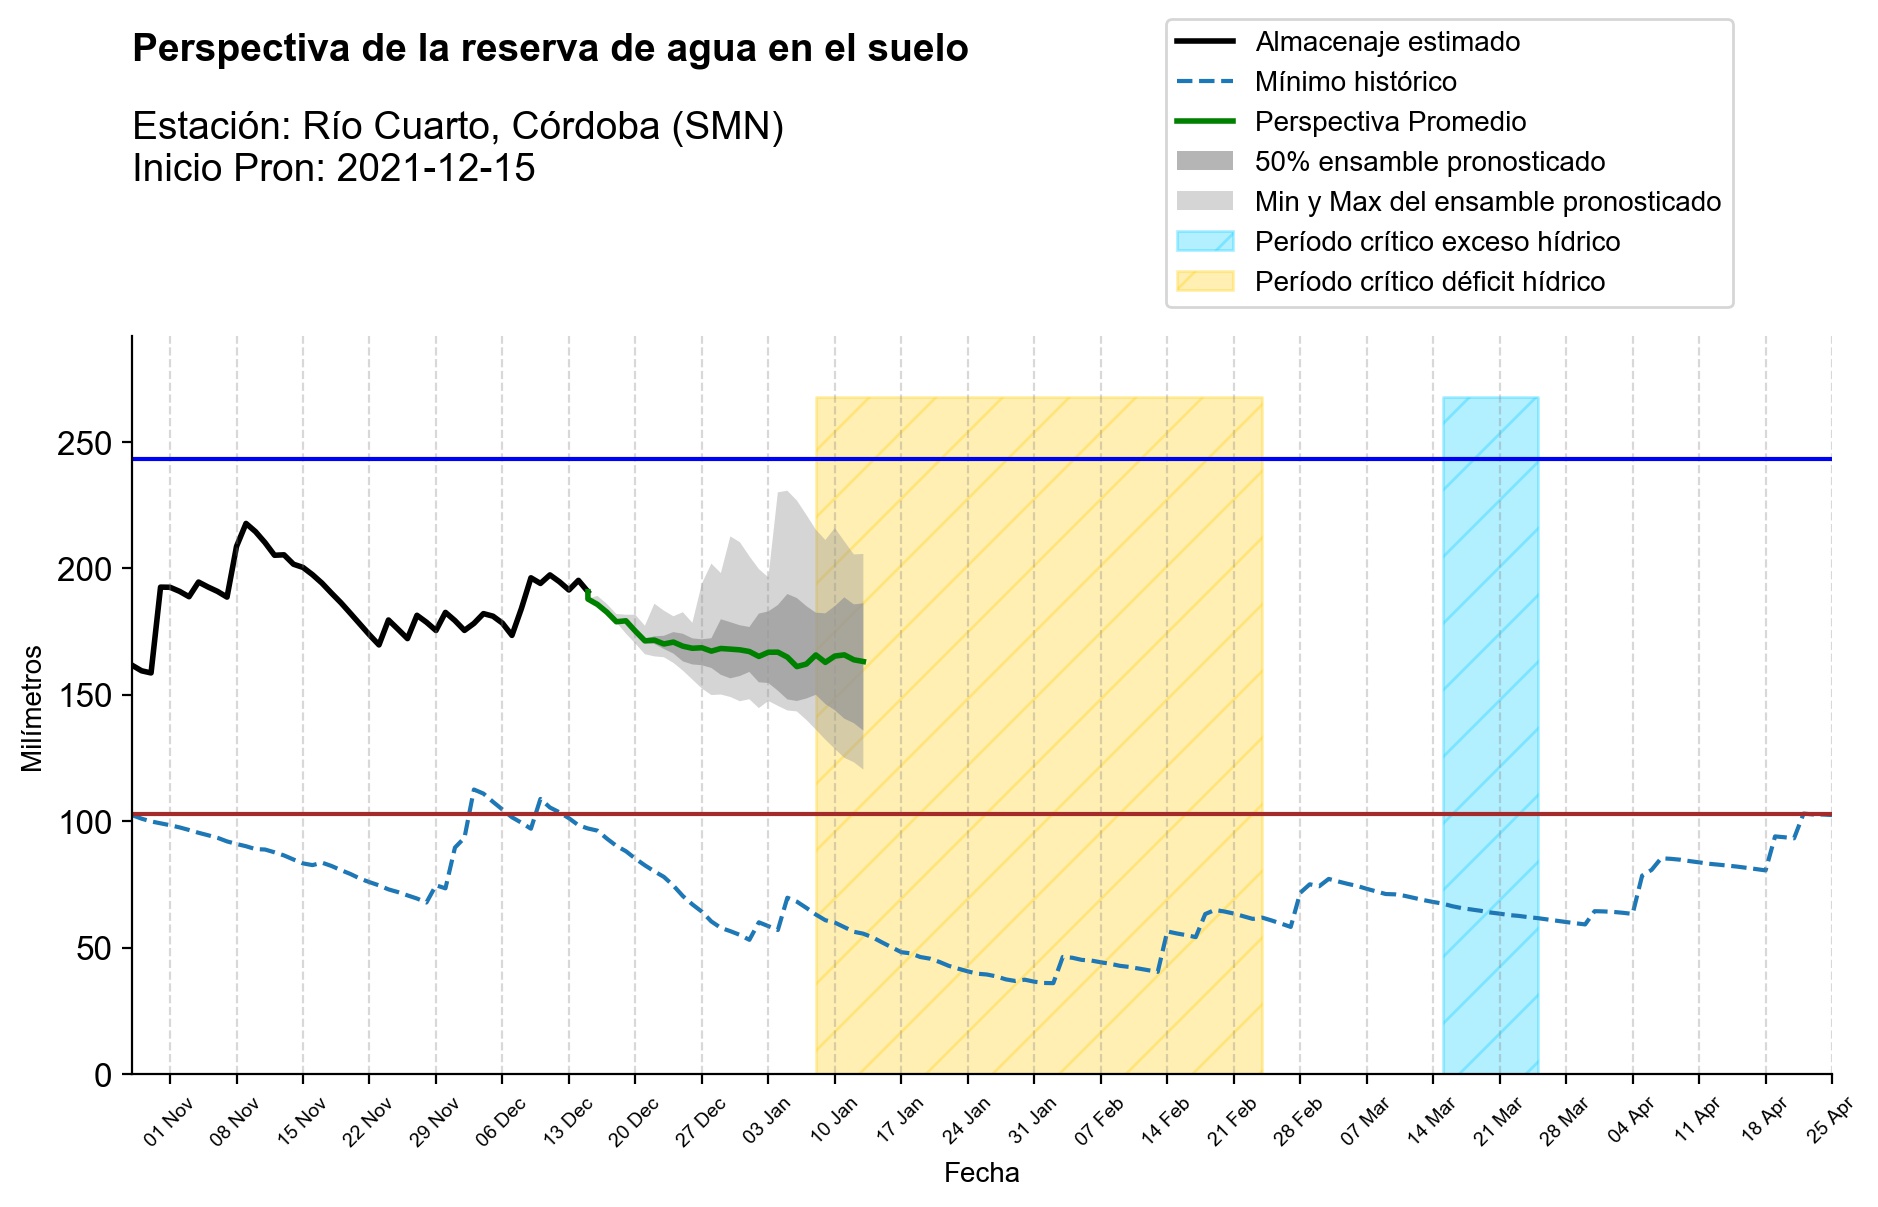 Perspectiva de la reserva de agua en el suelo
Estación: Río Cuarto, Córdoba (SMN)
Inicio Pron: 2021-12-15
Almacenaje estimado
Mínimo histórico
Perspectiva Promedio
50% ensamble pronosticado
Min y Max del ensamble pronosticado
Período crítico exceso hídrico
Período crítico déficit hídrico
Milímetros
250
200
150
100
50
0
01 Nov
08 Nov
15 Nov
22 Nov
29 Nov
06 Dec
13 Dec
20 Dec
27 Dec
03 Jan
10 Jan
17 Jan
24 Jan
31 Jan
07 Feb
14 Feb
21 Feb
28 Feb
07 Mar
14 Mar
21 Mar
28 Mar
04 Apr
11 Apr
18 Apr
25 Apr
Fecha